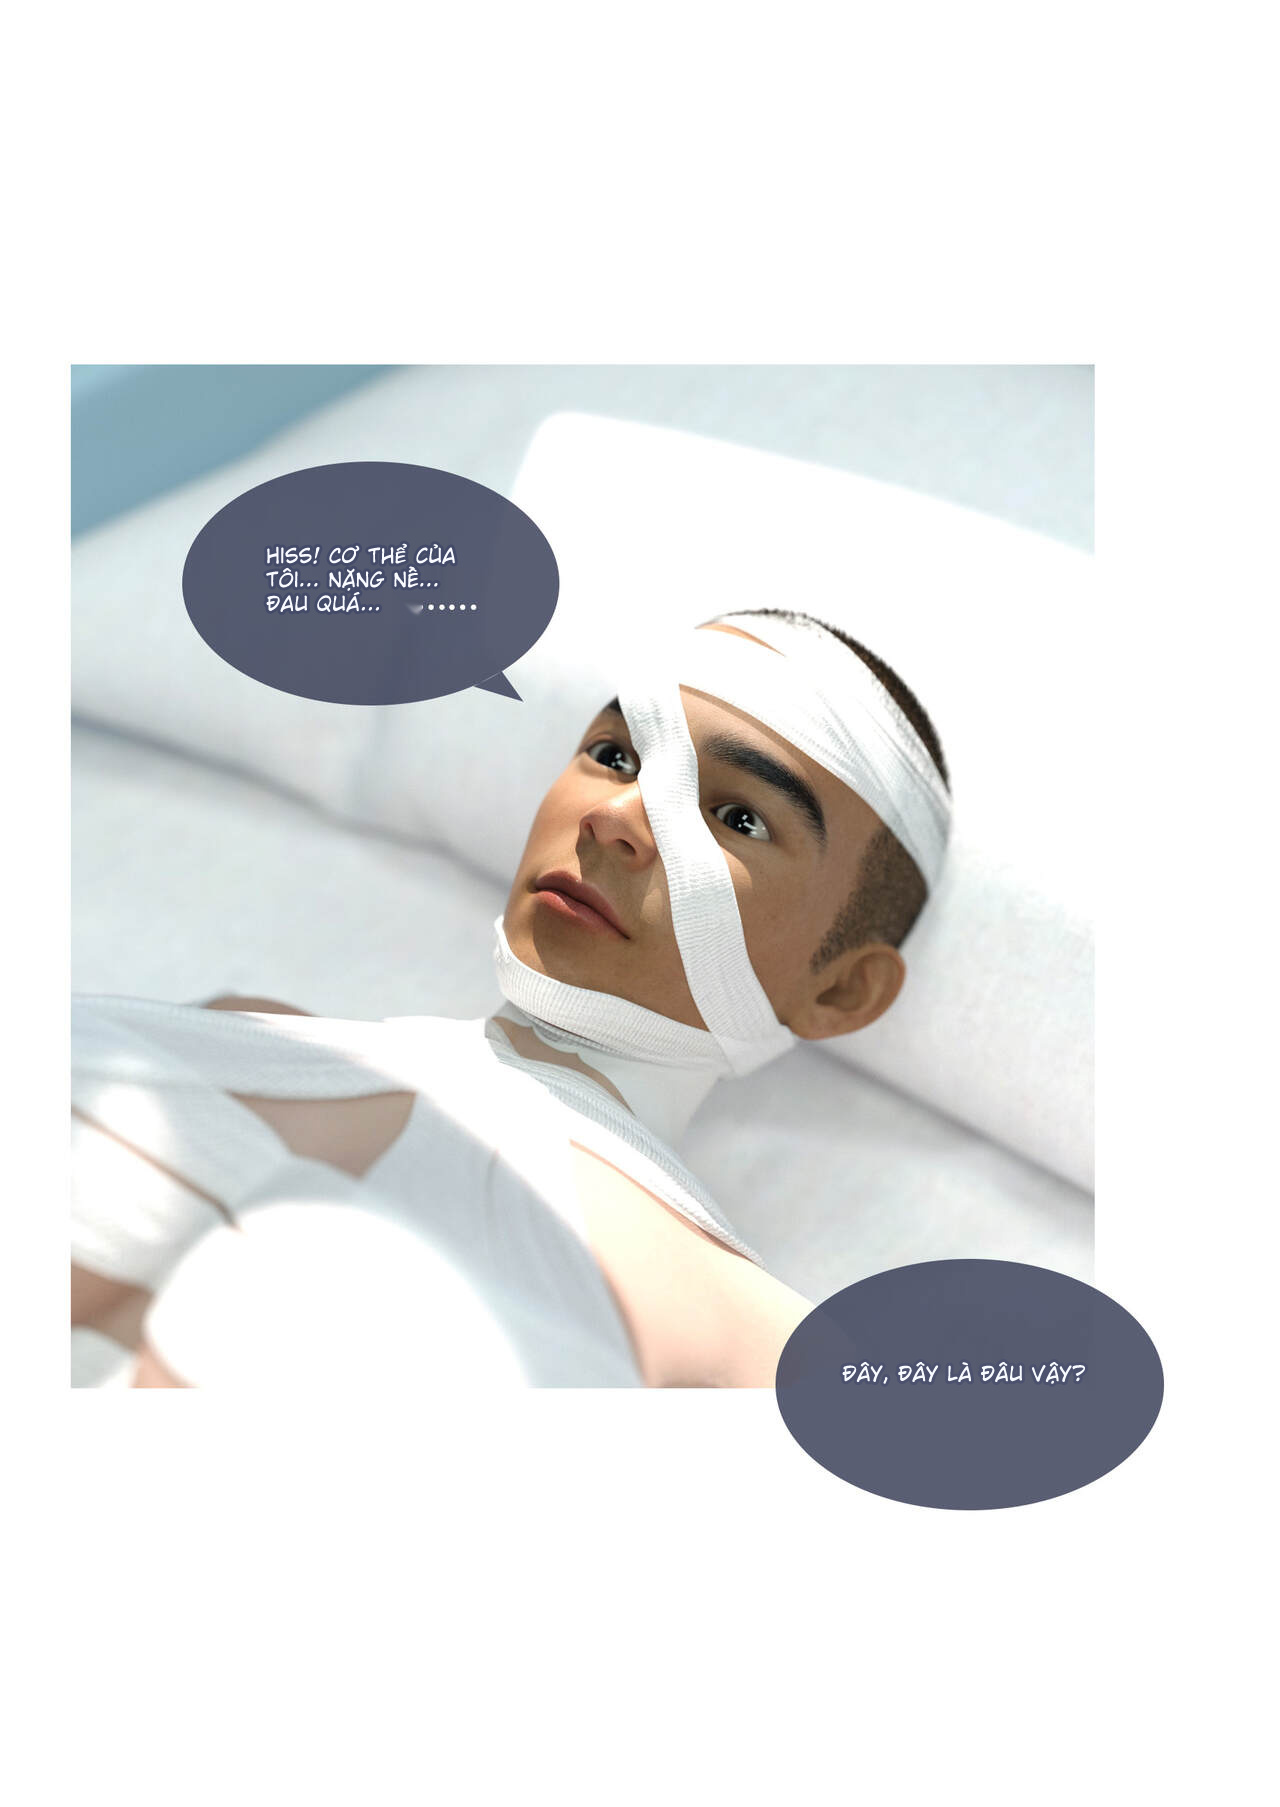 HISS! CƠ THỂ CỦA
TÔI... NẶNG NỀ...
ĐAU QUÁ... ......
ĐÂY, ĐÂY LÀ ĐÂU VẬY?